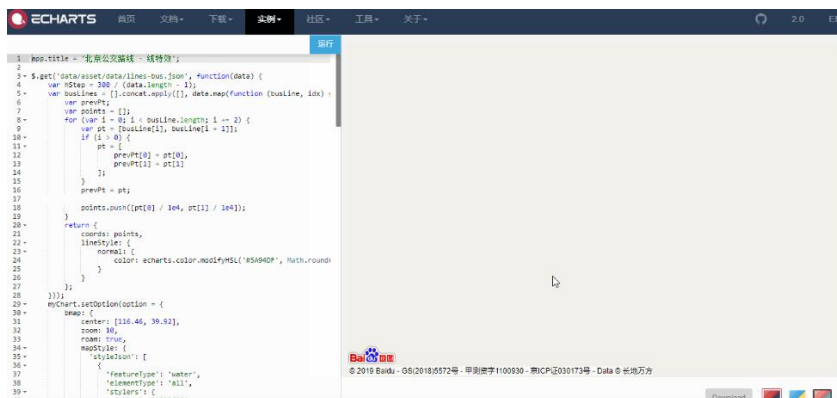 ECHARTS 首页 文档 下载 实例 社区 工具 关于 2.0 EN
运行
1 app.title = '北京公交路线 - 线特效';
2
3 $.get('data/asset/data/lines-bus.json', function(data) {
4 var hStep = 300 / (data.length - 1);
5 var busLines = [].concat.apply([], data.map(function (busLine, idx) {
6 var prevPt;
7 var points = [];
8 for (var i = 0; i < busLine.length; i += 2) {
9 var pt = [busLine[i], busLine[i + 1]];
10 if (i > 0) {
11 pt = [
12 prevPt[0] + pt[0],
13 prevPt[1] + pt[1]
14 ];
15 }
16 prevPt = pt;
17
18 points.push([pt[0] / 1e4, pt[1] / 1e4]);
19 }
20 return {
21 coords: points,
22 lineStyle: {
23 normal: {
24 color: echarts.color.modifyHSL('#5A94DF', Math.round(
25 }
26 }
27 };
28 }));
29 myChart.setOption(option = {
30 bmap: {
31 center: [116.46, 39.92],
32 zoom: 10,
33 roam: true,
34 mapStyle: {
35 'styleJson': [
36 {
37 'featureType': 'water',
38 'elementType': 'all',
39 'stylers': {
Bai 地图
© 2019 Baidu - GS(2018)5572号 - 甲测资字1100930 - 京ICP证030173号 - Data © 长地万方
Download